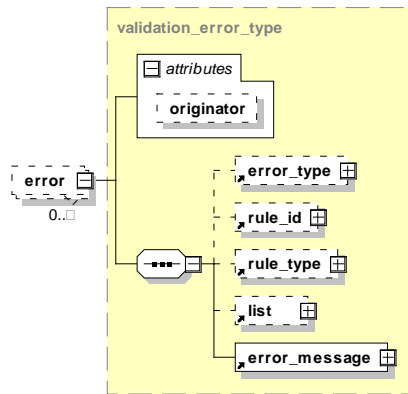 validation_error_type
attributes
originator
error
0..□
error_type
rule_id
rule_type
list
error_message